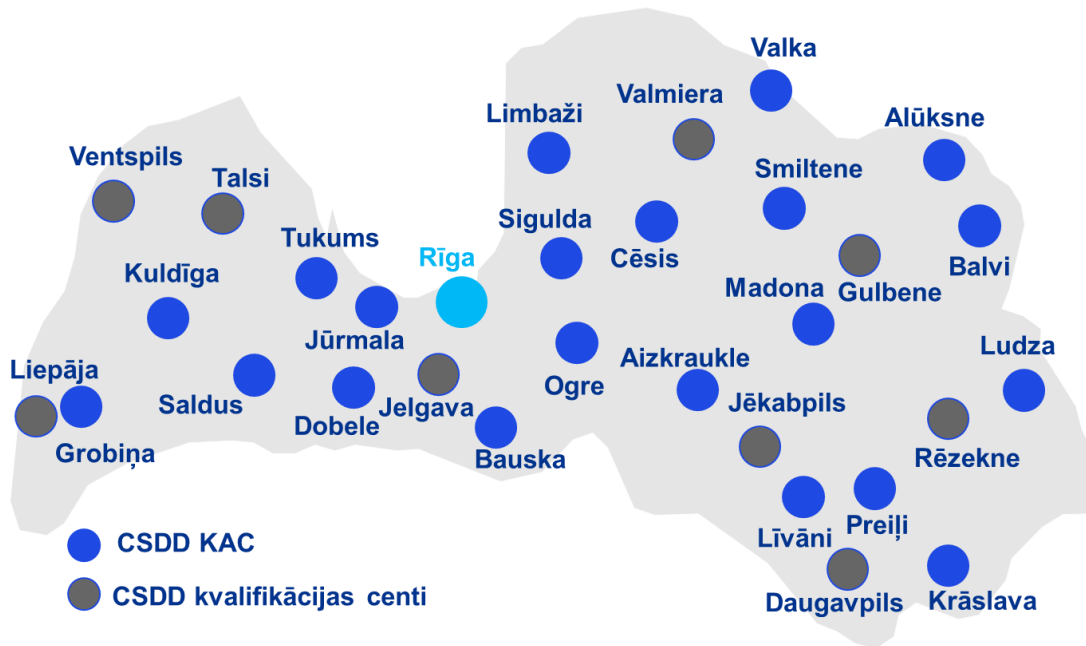 Valka
Valmiera
Limbaži
Alūksne
Ventspils
Talsi
Smiltene
Sigulda
Tukums
Rīga
Cēsis
Balvi
Kuldīga
Madona
Gulbene
Jūrmala
Ludza
Aizkraukle
Liepāja
Ogre
Saldus
Jelgava
Jēkabpils
Dobele
Grobiņa
Bauska
Rēzekne
Preiļi
Līvāni
CSDD KAC
CSDD kvalifikācijas centi
Daugavpils
Krāslava